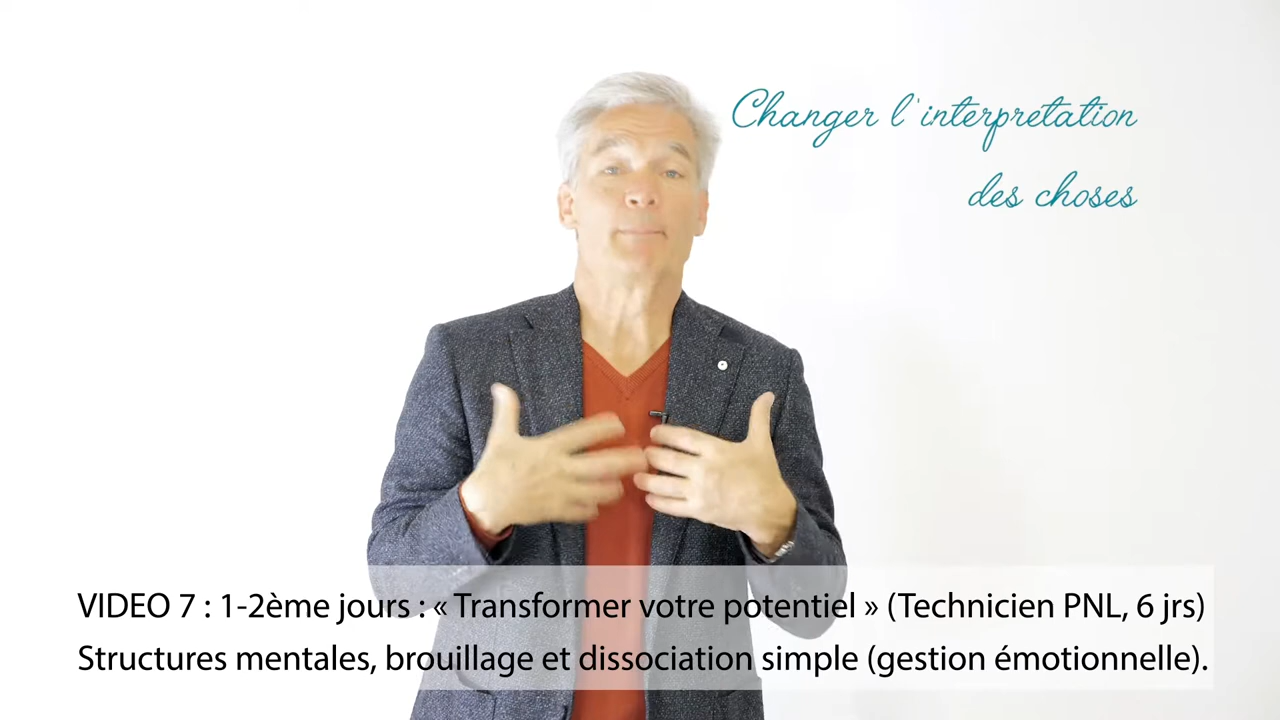 Changer l'interpretation
des choses
VIDEO 7 : 1-2ème jours : « Transformer votre potentiel » (Technicien PNL, 6 jrs)
Structures mentales, brouillage et dissociation simple (gestion émotionnelle).